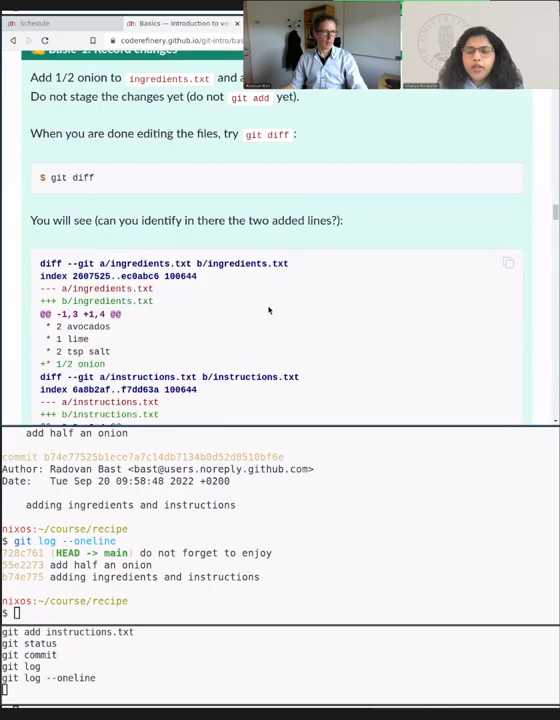 Schedule
Basics — Introduction to ve
coderefinery.github.io/git-intro/bas
Basic-1: Record changes
Add 1/2 onion to ingredients.txt and a
Do not stage the changes yet (do not git add yet).
When you are done editing the files, try git diff :
$ git diff
You will see (can you identify in there the two added lines?):
diff --git a/ingredients.txt b/ingredients.txt
index 2607525..ec0abc6 100644
--- a/ingredients.txt
+++ b/ingredients.txt
@@ -1,3 +1,4 @@
* 2 avocados
* 1 lime
* 2 tsp salt
+* 1/2 onion
diff --git a/instructions.txt b/instructions.txt
index 6a8b2af..f7dd63a 100644
--- a/instructions.txt
+++ b/instructions.txt
add half an onion
commit b74e77525b1ece7a7c14db7134b0d52d8510bf6e
Author: Radovan Bast <bast@users.noreply.github.com>
Date: Tue Sep 20 09:58:48 2022 +0200
adding ingredients and instructions
nixos:~/course/recipe
$ git log --oneline
728c761 (HEAD -> main) do not forget to enjoy
55e2273 add half an onion
b74e775 adding ingredients and instructions
nixos:~/course/recipe
$
git add instructions.txt
git status
git commit
git log
git log --oneline